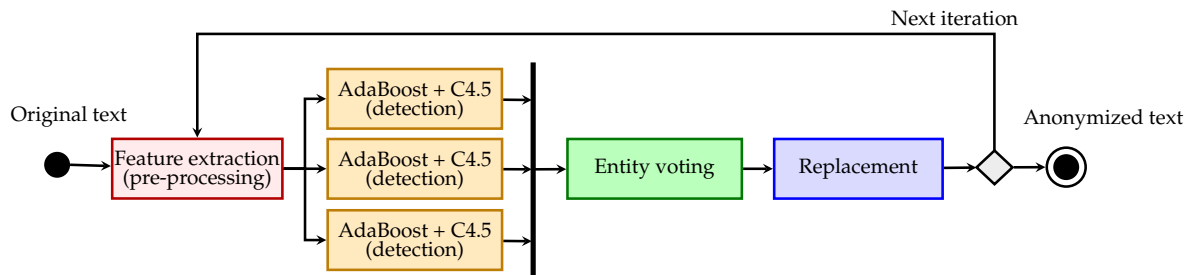 Next iteration
Original text
Anonymized text
Feature extraction
(pre-processing)
AdaBoost + C4.5
(detection)
AdaBoost + C4.5
(detection)
AdaBoost + C4.5
(detection)
Entity voting
Replacement